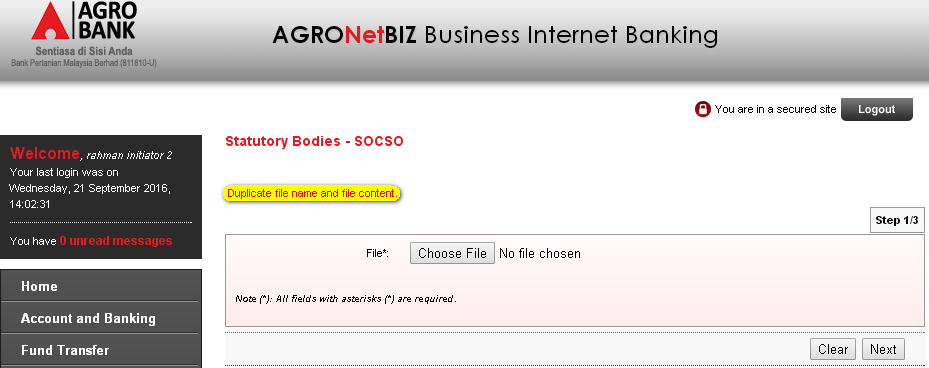 AGRO
BANK
Sentiasa di Sisi Anda
Bank Pertanian Malaysia Berhad (811810-U)
AGRONetBIZ Business Internet Banking
You are in a secured site
Logout
Welcome, rahman initiator 2
Your last login was on
Wednesday, 21 September 2016,
14:02:31
You have 0 unread messages
Home
Account and Banking
Fund Transfer
Statutory Bodies - SOCSO
Duplicate file name and file content.
Step 1/3
File*: Choose File No file chosen
Note (*): All fields with asterisks (*) are required.
Clear Next